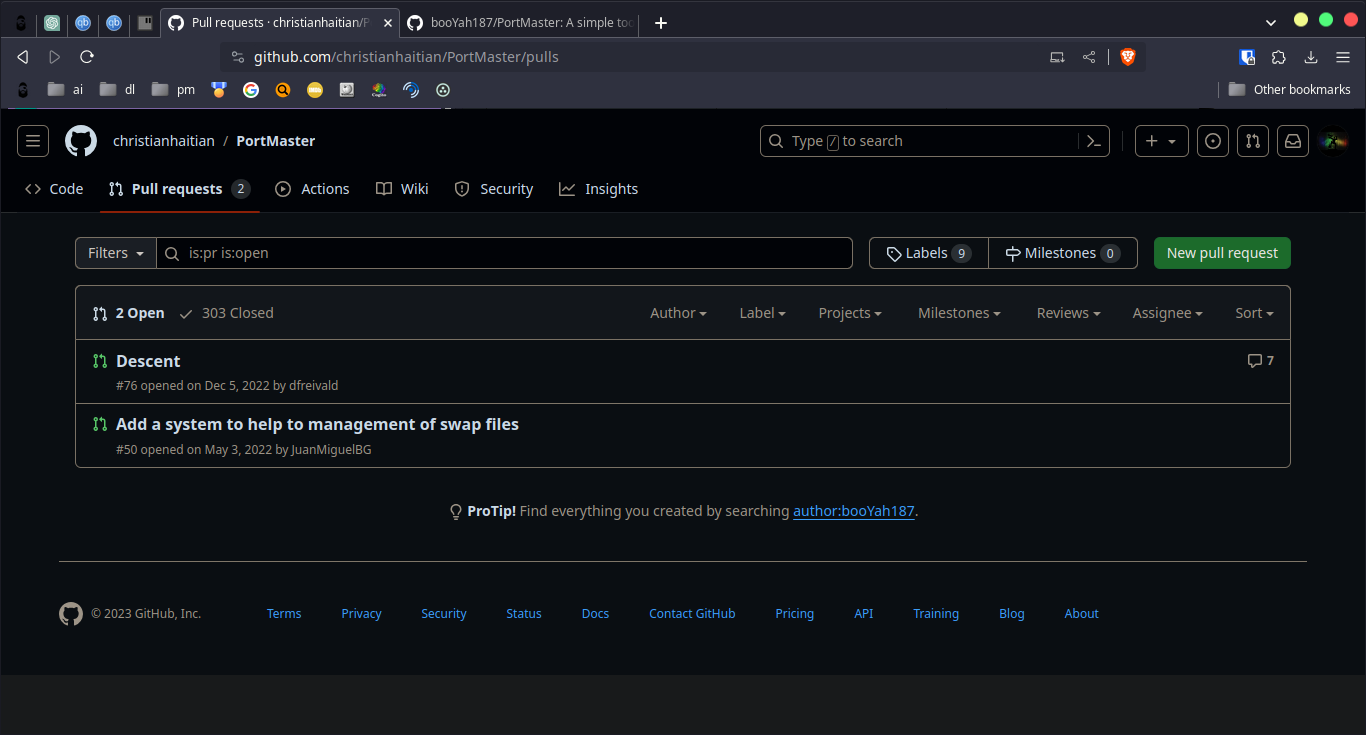 Pull requests · christianhaitian/P
booYah187/PortMaster: A simple too
github.com/christianhaitian/PortMaster/pulls
ai dl pm Other bookmarks
christianhaitian / PortMaster Type / to search
Code Pull requests 2 Actions Wiki Security Insights
Filters is:pr is:open Labels 9 Milestones 0 New pull request
2 Open 303 Closed Author Label Projects Milestones Reviews Assignee Sort
Descent 7
#76 opened on Dec 5, 2022 by dfreivald
Add a system to help to management of swap files
#50 opened on May 3, 2022 by JuanMiguelBG
ProTip! Find everything you created by searching author:booYah187.
© 2023 GitHub, Inc. Terms Privacy Security Status Docs Contact GitHub Pricing API Training Blog About